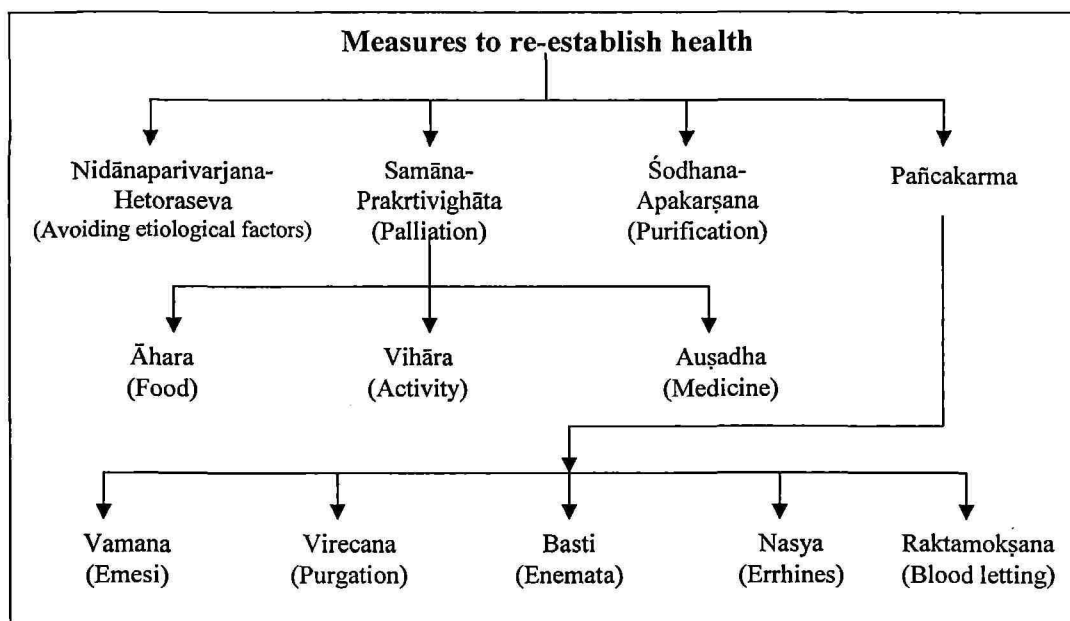 Measures to re-establish health
Nidānaparivarjana-
Hetoraseva
(Avoiding etiological factors)
Samāna-
Prakrtivighāta
(Palliation)
Śodhana-
Apakarṣana
(Purification)
Pañcakarma
Āhara
(Food)
Vihāra
(Activity)
Auṣadha
(Medicine)
Vamana
(Emesi)
Virecana
(Purgation)
Basti
(Enemata)
Nasya
(Errhines)
Raktamokṣana
(Blood letting)